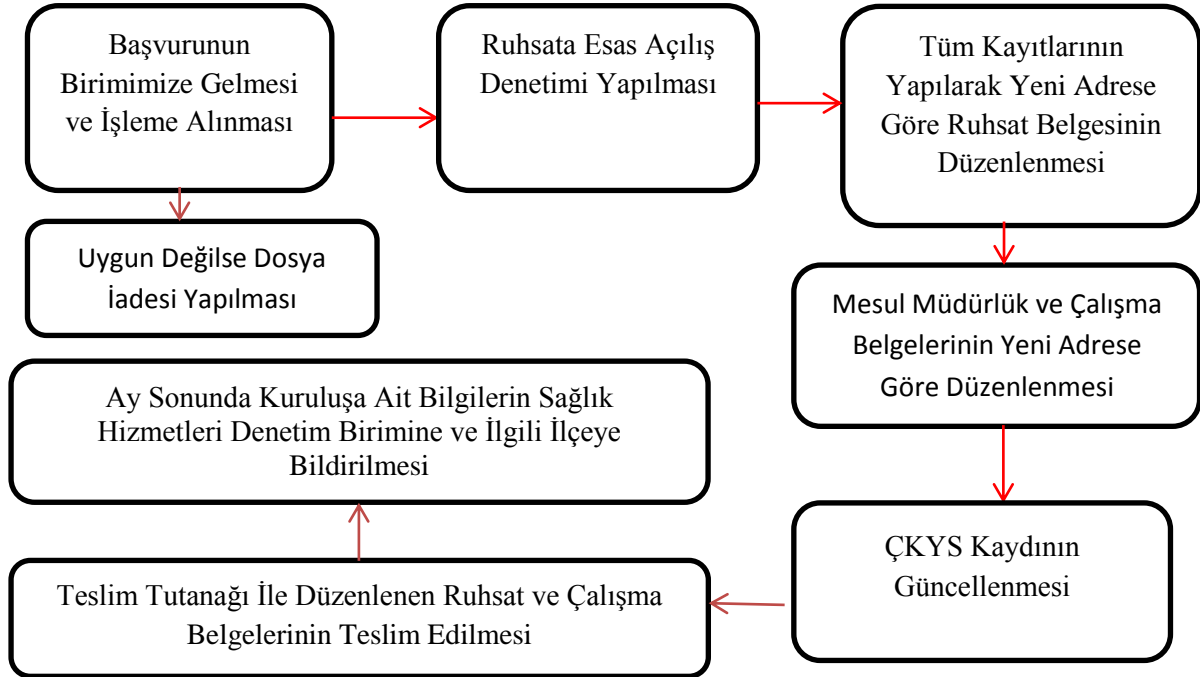 Başvurunun
Birimimize Gelmesi
ve İşleme Alınması
Ruhsata Esas Açılış
Denetimi Yapılması
Tüm Kayıtlarının
Yapılarak Yeni Adrese
Göre Ruhsat Belgesinin
Düzenlenmesi
Uygun Değilse Dosya
İadesi Yapılması
Mesul Müdürlük ve Çalışma
Belgelerinin Yeni Adrese
Göre Düzenlenmesi
ÇKYS Kaydının
Güncellenmesi
Teslim Tutanağı İle Düzenlenen Ruhsat ve Çalışma
Belgelerinin Teslim Edilmesi
Ay Sonunda Kuruluşa Ait Bilgilerin Sağlık
Hizmetleri Denetim Birimine ve İlgili İlçeye
Bildirilmesi